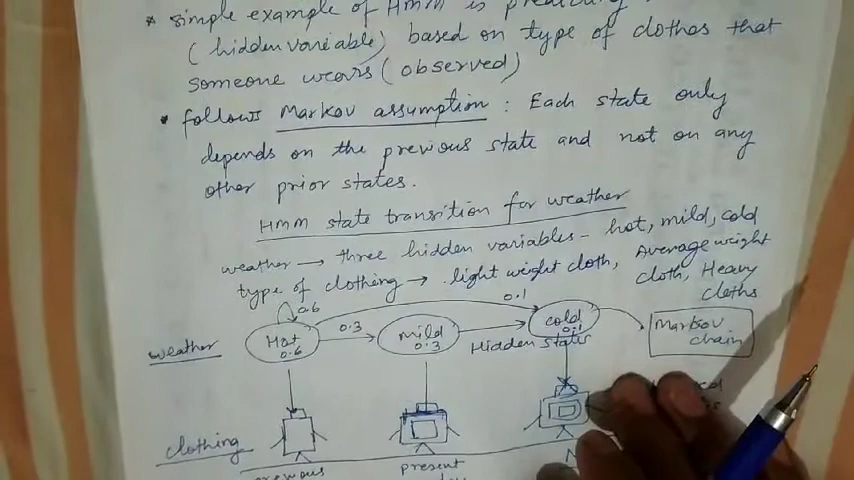 * simple example of HMM is
(hidden variable) based on type of clothes that
someone wears (observed)
• follows Markov assumption : Each state only
depends on the previous state and not on any
other prior states.
HMM state transition for weather
weather → three hidden variables - hot, mild, cold
type of clothing → light weight cloth, Average weight
cloth, Heavy
cloths
0.6
0.3
0.1
weather
Hot
0.6
mild
0.3
cold
0.1
Hidden States
Markov
chain
clothing
present